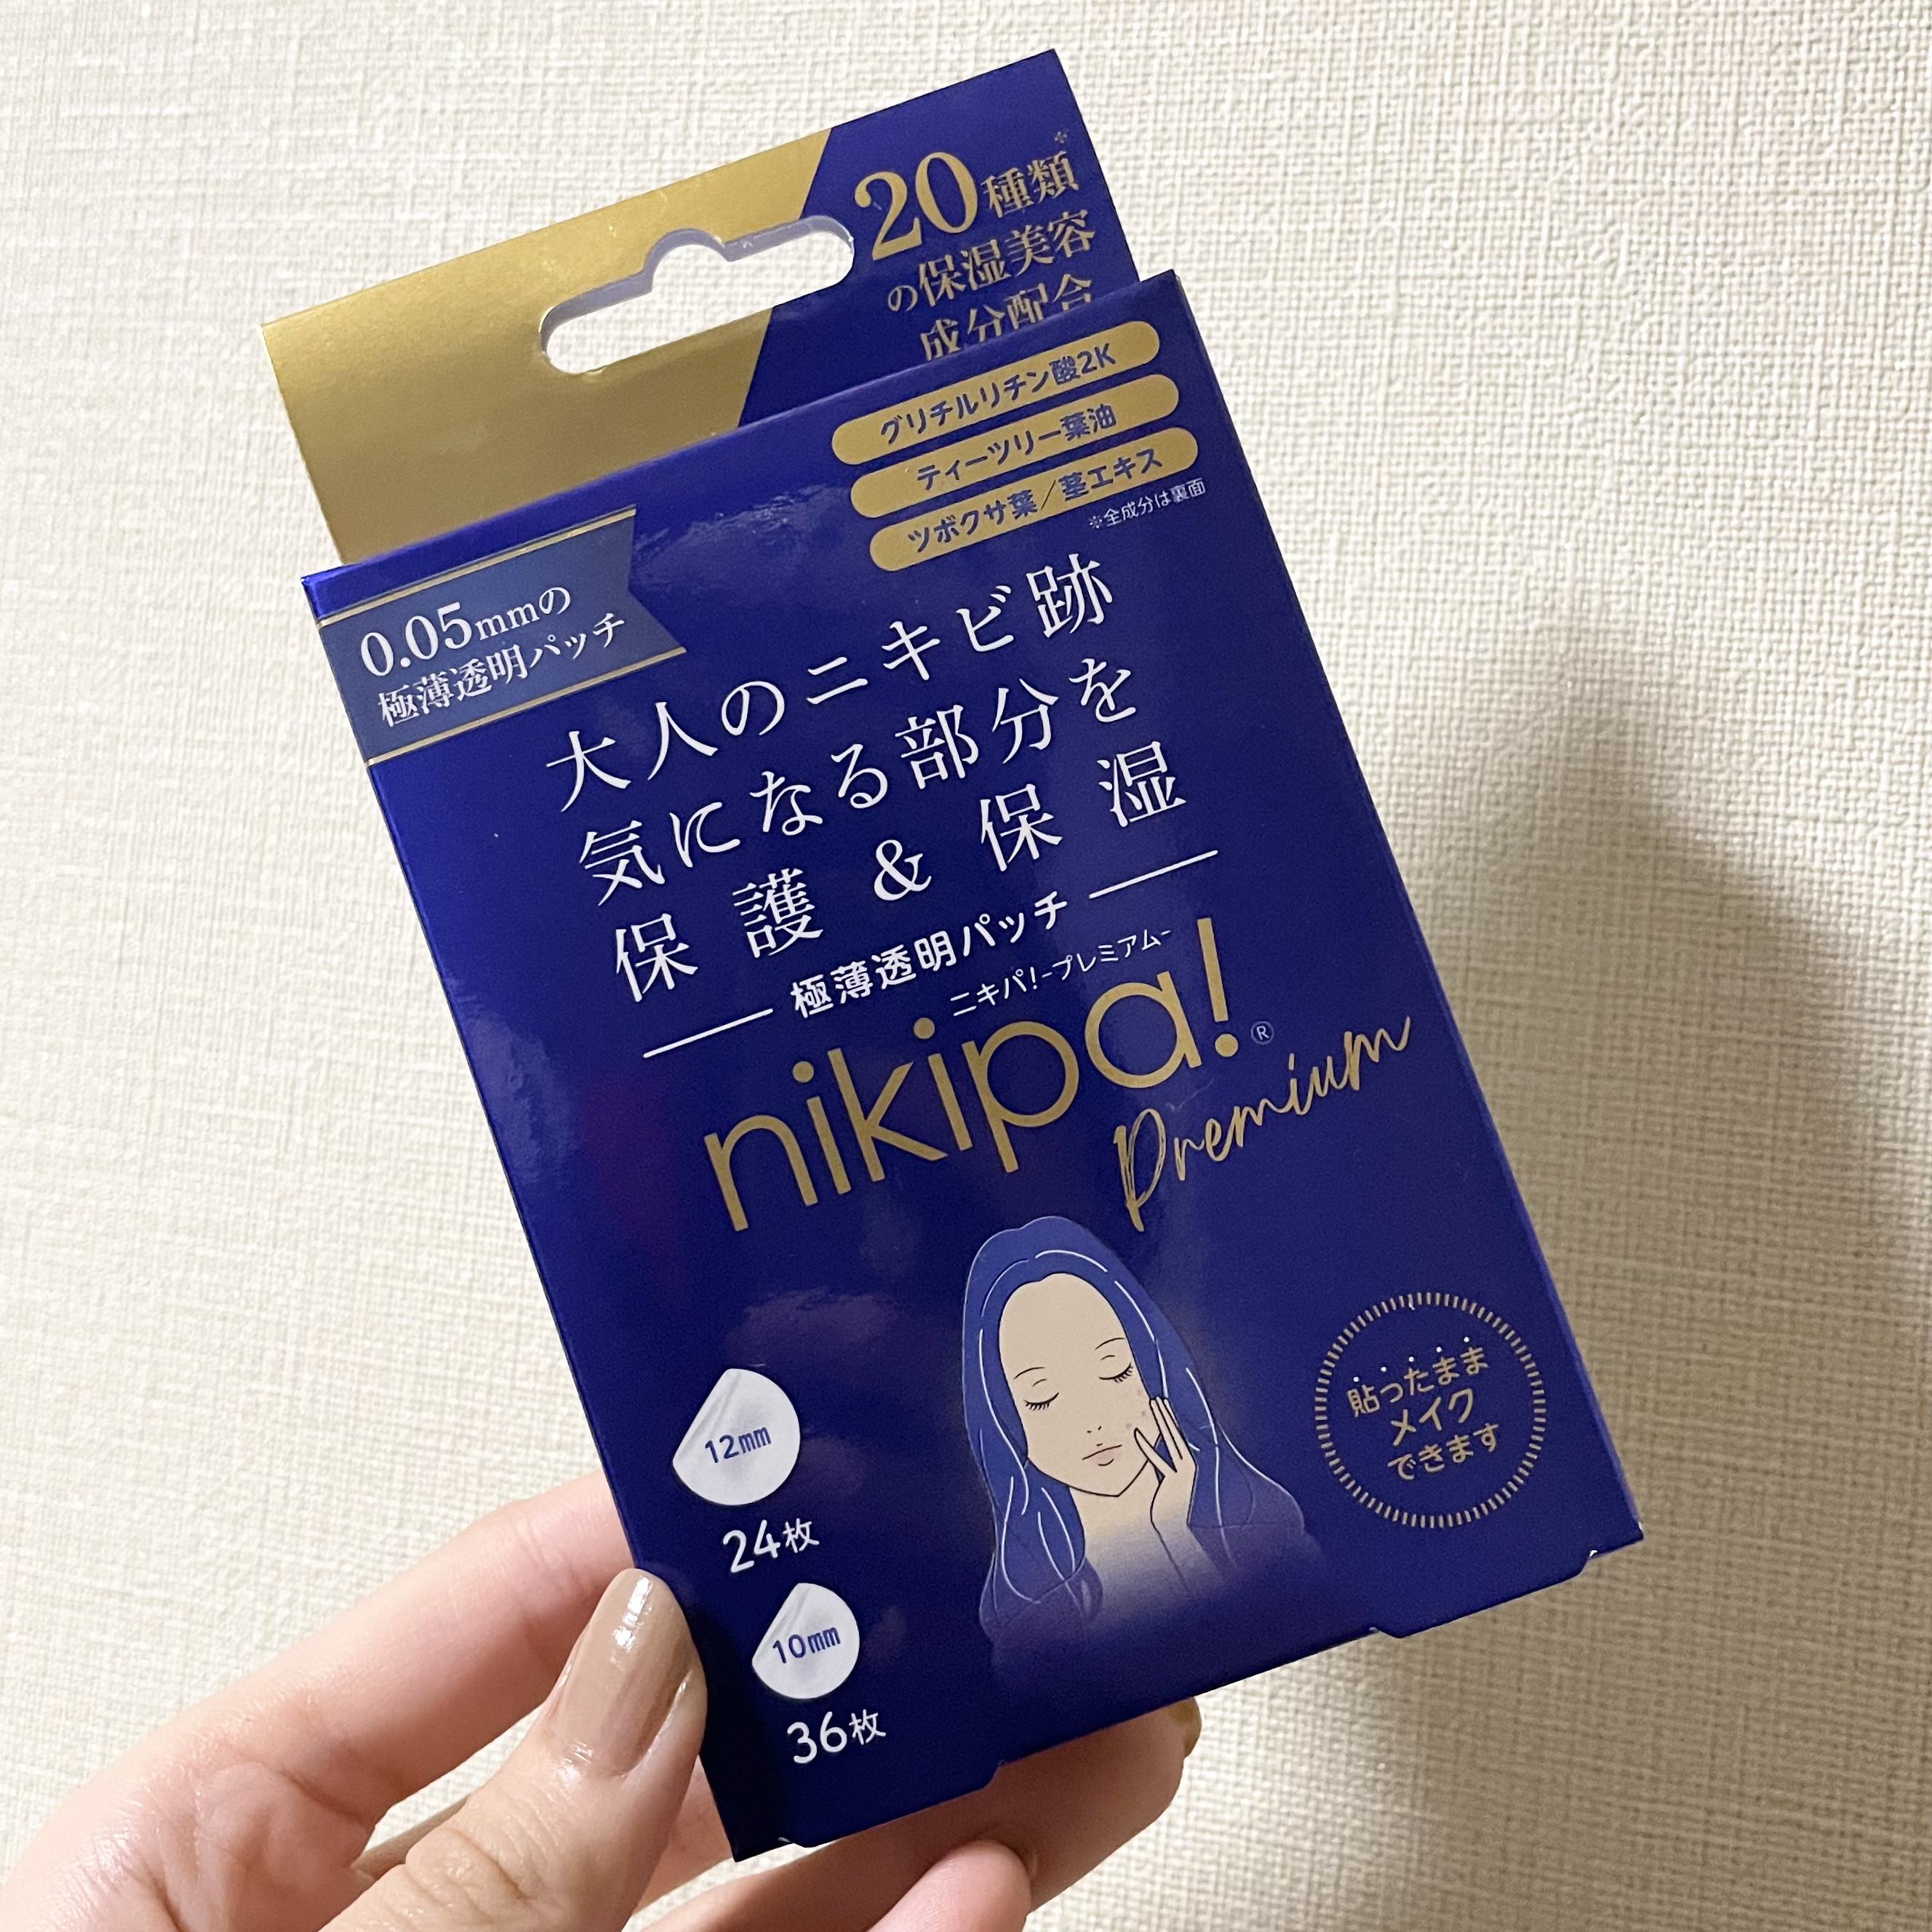 20種類※
の保湿美容
成分配合
グリチルリチン酸2K
ティーツリー葉油
ツボクサ葉／茎エキス
※全成分は裏面
0.05mmの
極薄透明パッチ
大人のニキビ跡
気になる部分を
保護&保湿
極薄透明パッチ
ニキパ!-プレミアム-
nikipa!®
Premium
12mm
24枚
10mm
36枚
貼ったまま
メイク
できます